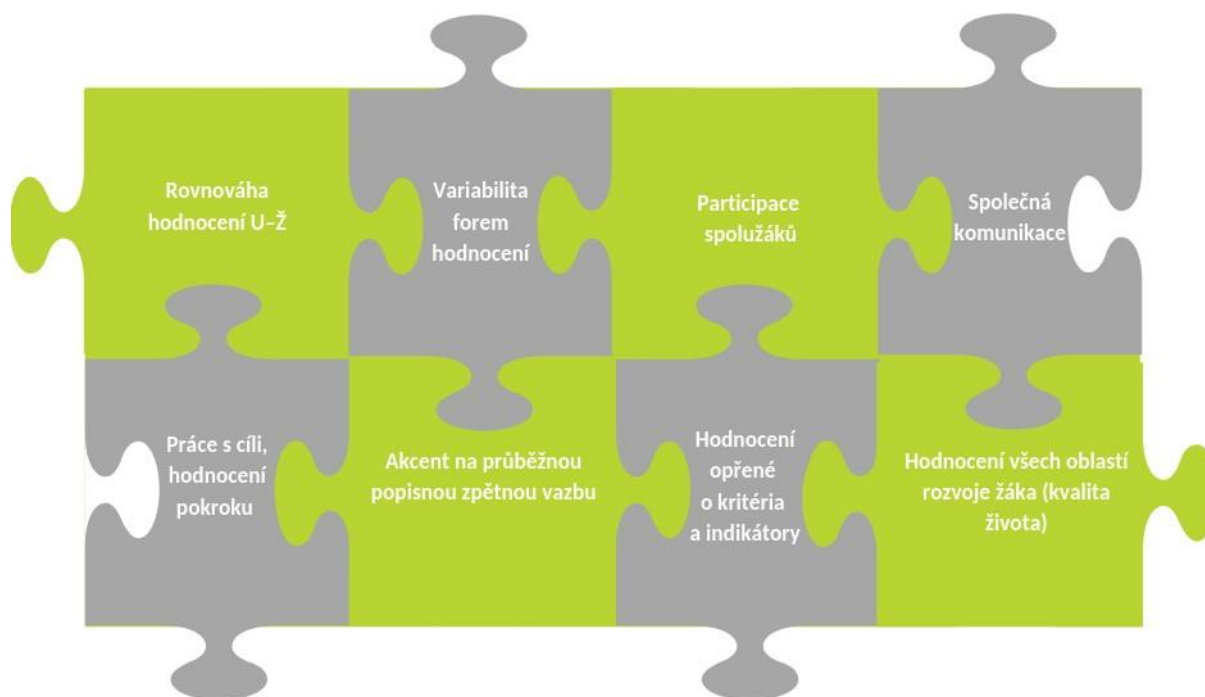 Rovnováha
hodnocení U–Ž
Variabilita
forem
hodnocení
Participace
spolužáků
Společná
komunikace
Práce s cíli,
hodnocení
pokroku
Akcent na průběžnou
popisnou zpětnou vazbu
Hodnocení
opřené
o kritéria
a indikátory
Hodnocení všech oblastí
rozvoje žáka (kvalita
života)